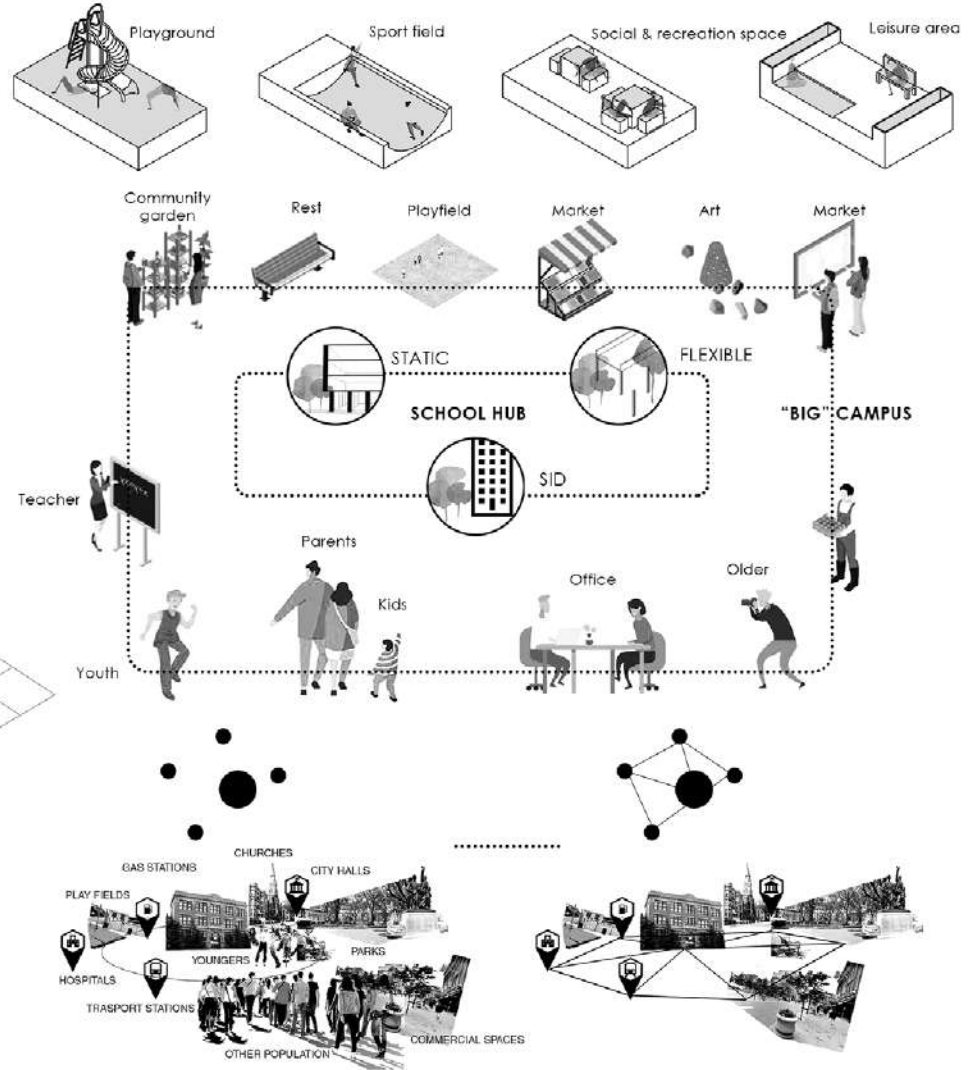 Playground
Sport field
Social & recreation space
Leisure area
Community
garden
Rest
Playfield
Market
Art
Market
STATIC
FLEXIBLE
SCHOOL HUB
"BIG" CAMPUS
SID
Teacher
Parents
Kids
Office
Older
Youth
CHURCHES
GAS STATIONS
CITY HALLS
PLAY FIELDS
YOUNGERS
PARKS
HOSPITALS
TRASPORT STATIONS
COMMERCIAL SPACES
OTHER POPULATION